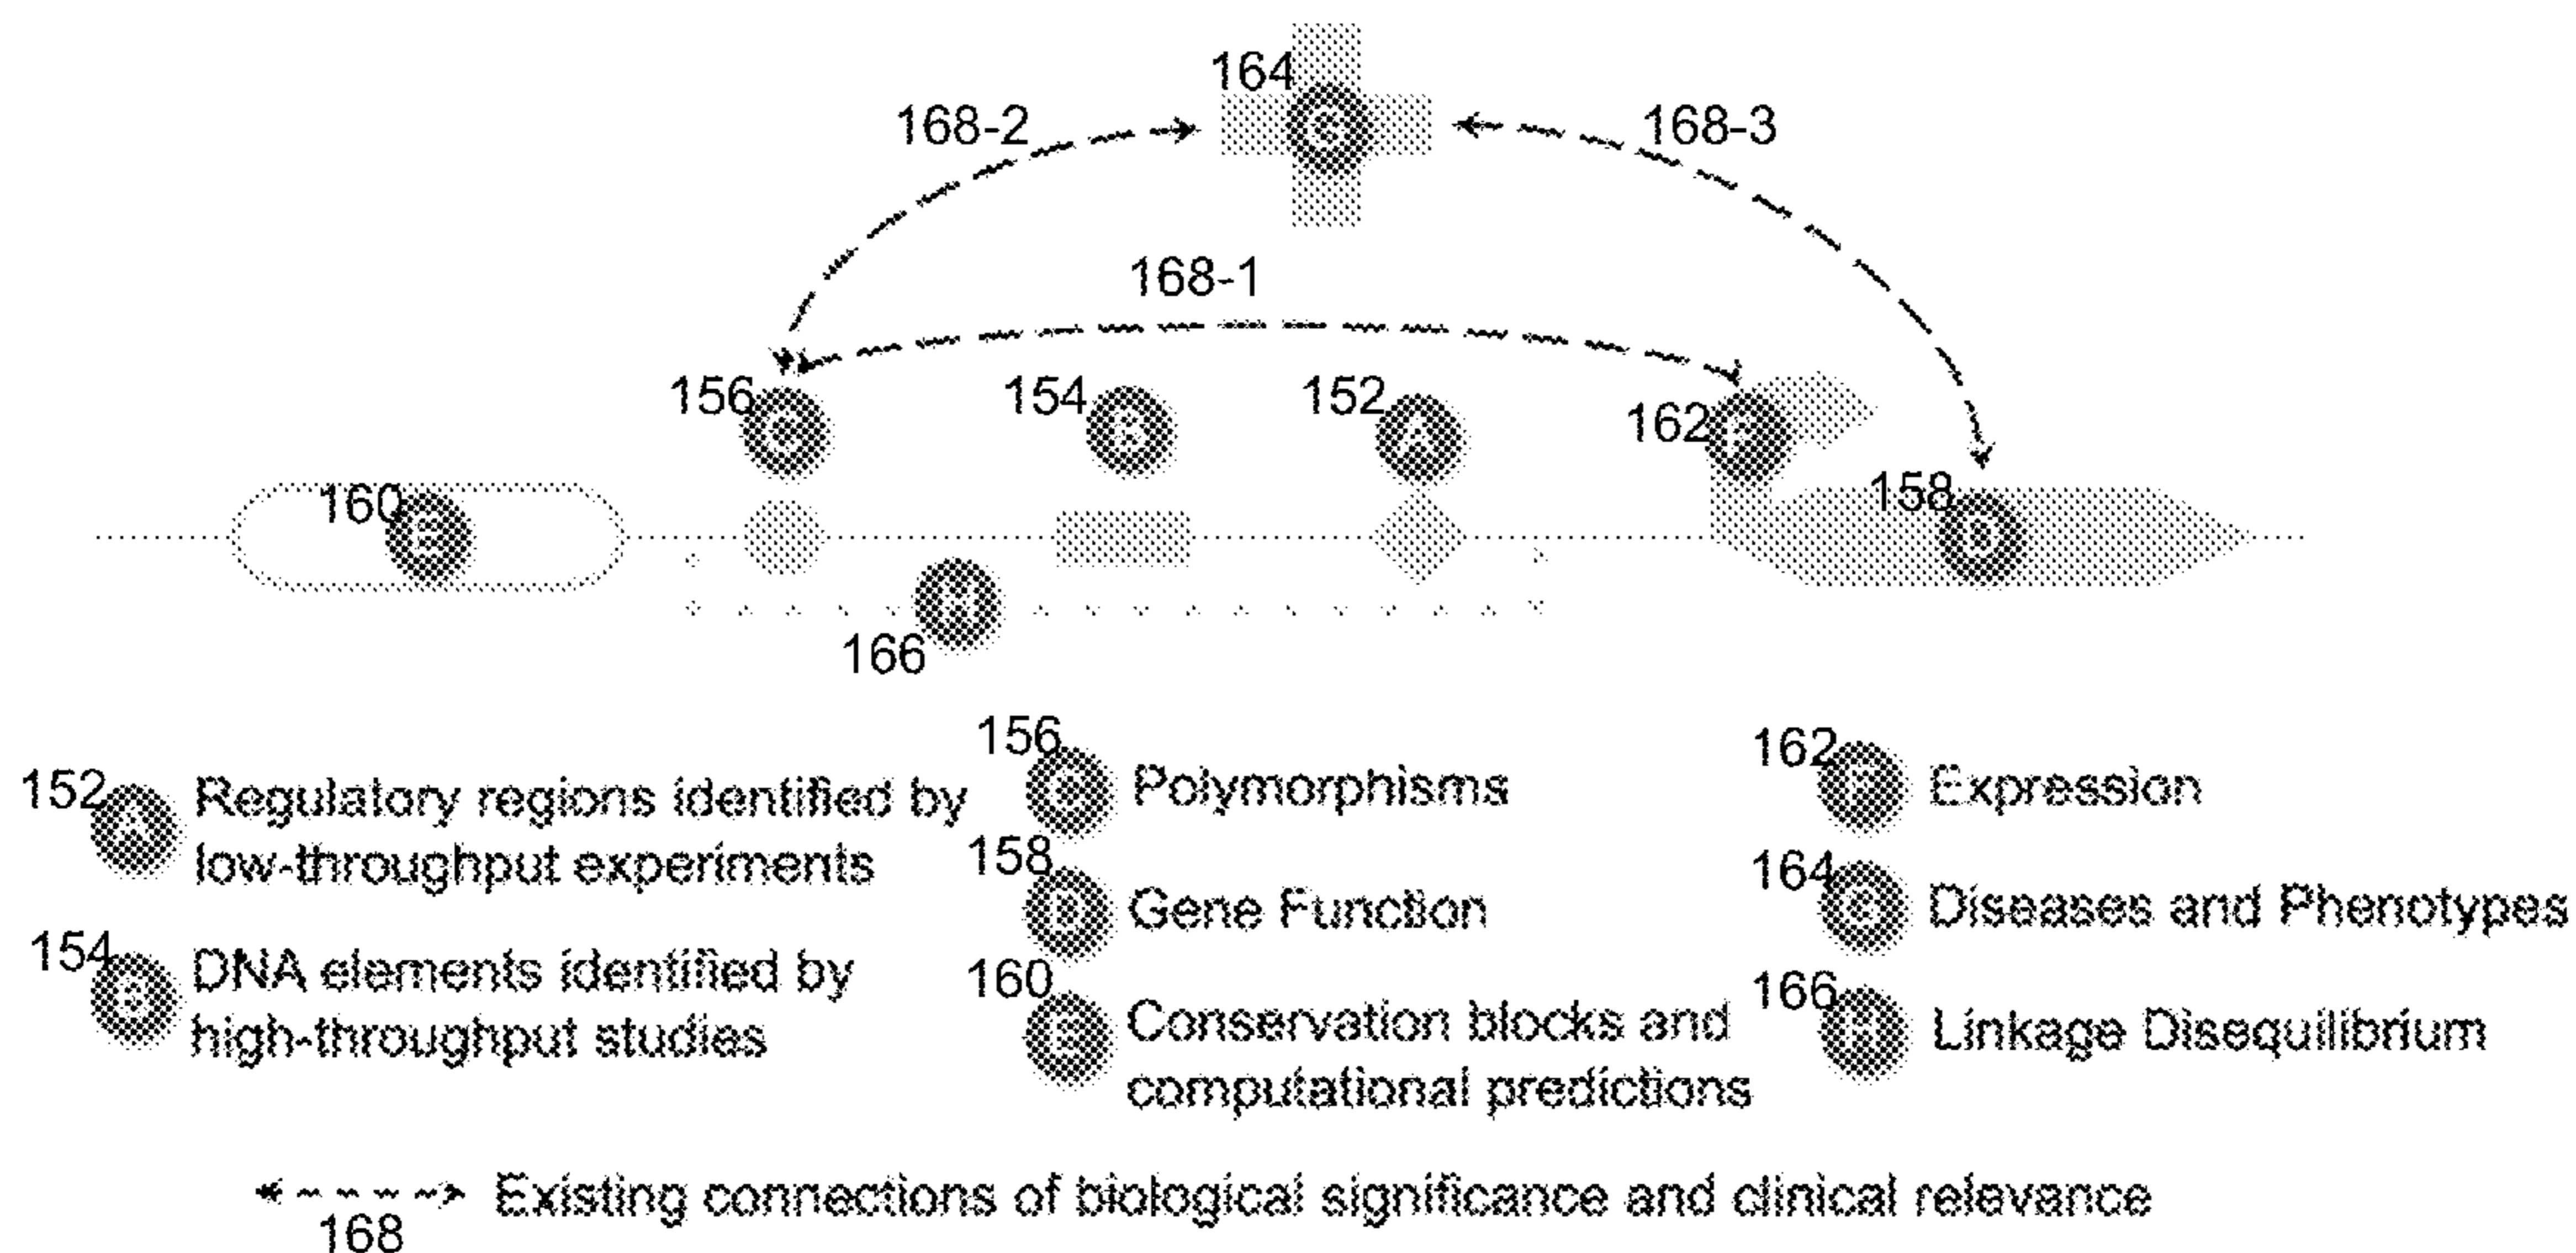 164
168-2
168-3
168-1
156 C
154 B
152 A
162 F
160 E
158 D
H
166
152 A Regulatory regions identified by
low-throughput experiments
154 B DNA elements identified by
high-throughput studies
156 Polymorphisms
158 D Gene Function
160 E Conservation blocks and
computational predictions
162 F Expression
164 G Diseases and Phenotypes
166 H Linkage Disequilibrium
168 Existing connections of biological significance and clinical relevance